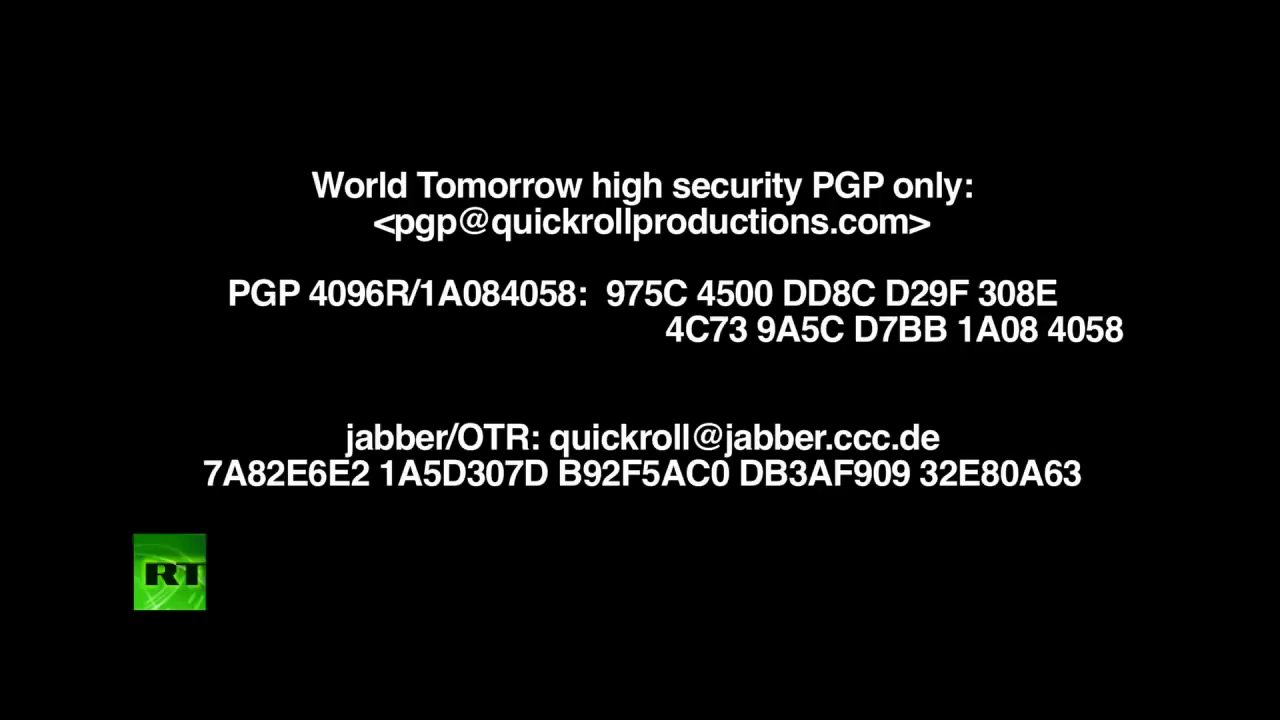 World Tomorrow high security PGP only:
<pgp@quickrollproductions.com>
PGP 4096R/1A084058: 975C 4500 DD8C D29F 308E
4C73 9A5C D7BB 1A08 4058
jabber/OTR: quickroll@jabber.ccc.de
7A82E6E2 1A5D307D B92F5AC0 DB3AF909 32E80A63
RT